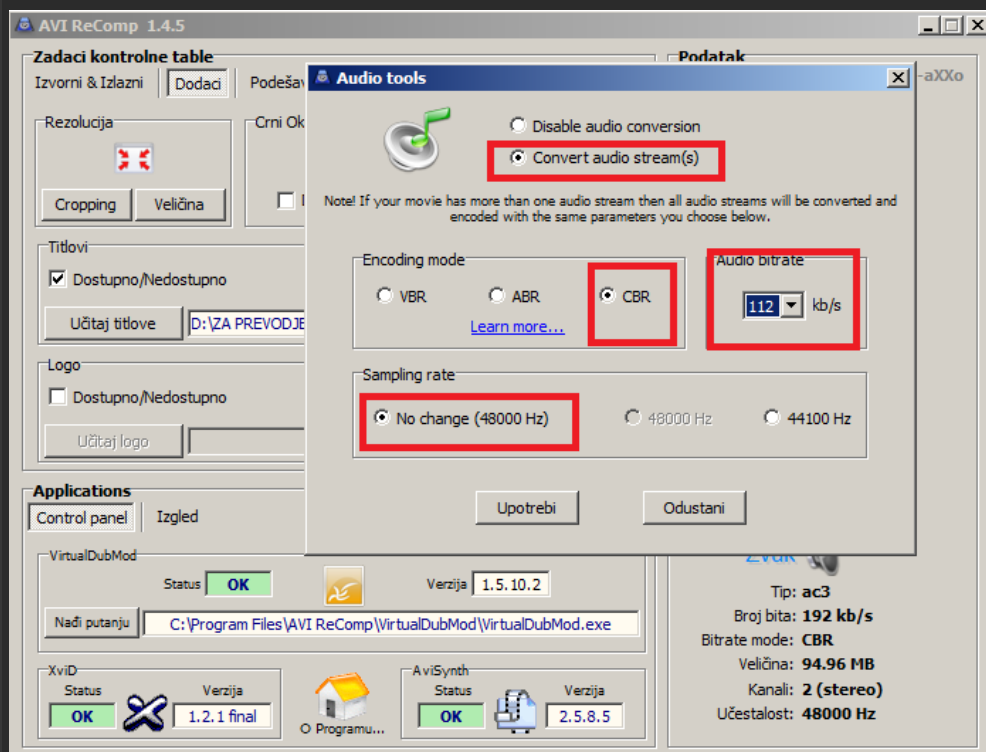 AVI ReComp 1.4.5
Zadaci kontrolne table
Izvorni & Izlazni
Dodaci
Podešav
Rezolucija
Crni Ok
Cropping
Veličina
Titlovi
Dostupno/Nedostupno
Učitaj titlove
D:\ZA PREVODJE
Logo
Dostupno/Nedostupno
Učitaj logo
Audio tools
Disable audio conversion
Convert audio stream(s)
Note! If your movie has more than one audio stream then all audio streams will be converted and
encoded with the same parameters you choose below.
Encoding mode
VBR
ABR
CBR
Learn more...
Audio bitrate
112 kb/s
Sampling rate
No change (48000 Hz)
48000 Hz
44100 Hz
Upotrebi
Odustani
Podatak
-aXXo
Applications
Control panel
Izgled
VirtualDubMod
Status OK
Verzija 1.5.10.2
Nađi putanju
C:\Program Files\AVI ReComp\VirtualDubMod\VirtualDubMod.exe
XviD
Status
OK
Verzija
1.2.1 final
O Programu...
AviSynth
Status
OK
Verzija
2.5.8.5
Zvuk
Tip: ac3
Broj bita: 192 kb/s
Bitrate mode: CBR
Veličina: 94.96 MB
Kanali: 2 (stereo)
Učestalost: 48000 Hz